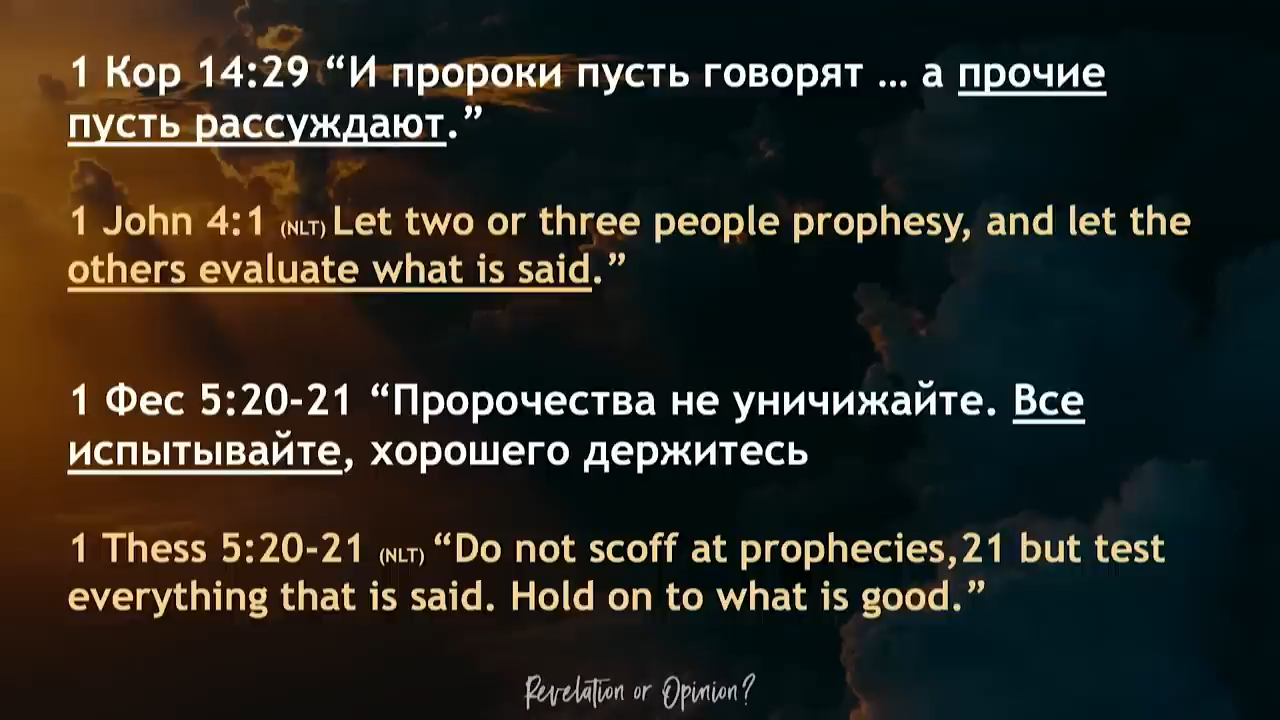 1 Кор 14:29 “И пророки пусть говорят … а прочие
пусть рассуждают.”
1 John 4:1 (NLT) Let two or three people prophesy, and let the
others evaluate what is said.”
1 Фес 5:20-21 “Пророчества не уничижайте. Все
испытывайте, хорошего держитесь
1 Thess 5:20-21 (NLT) “Do not scoff at prophecies,21 but test
everything that is said. Hold on to what is good.”
Revelation or Opinion?